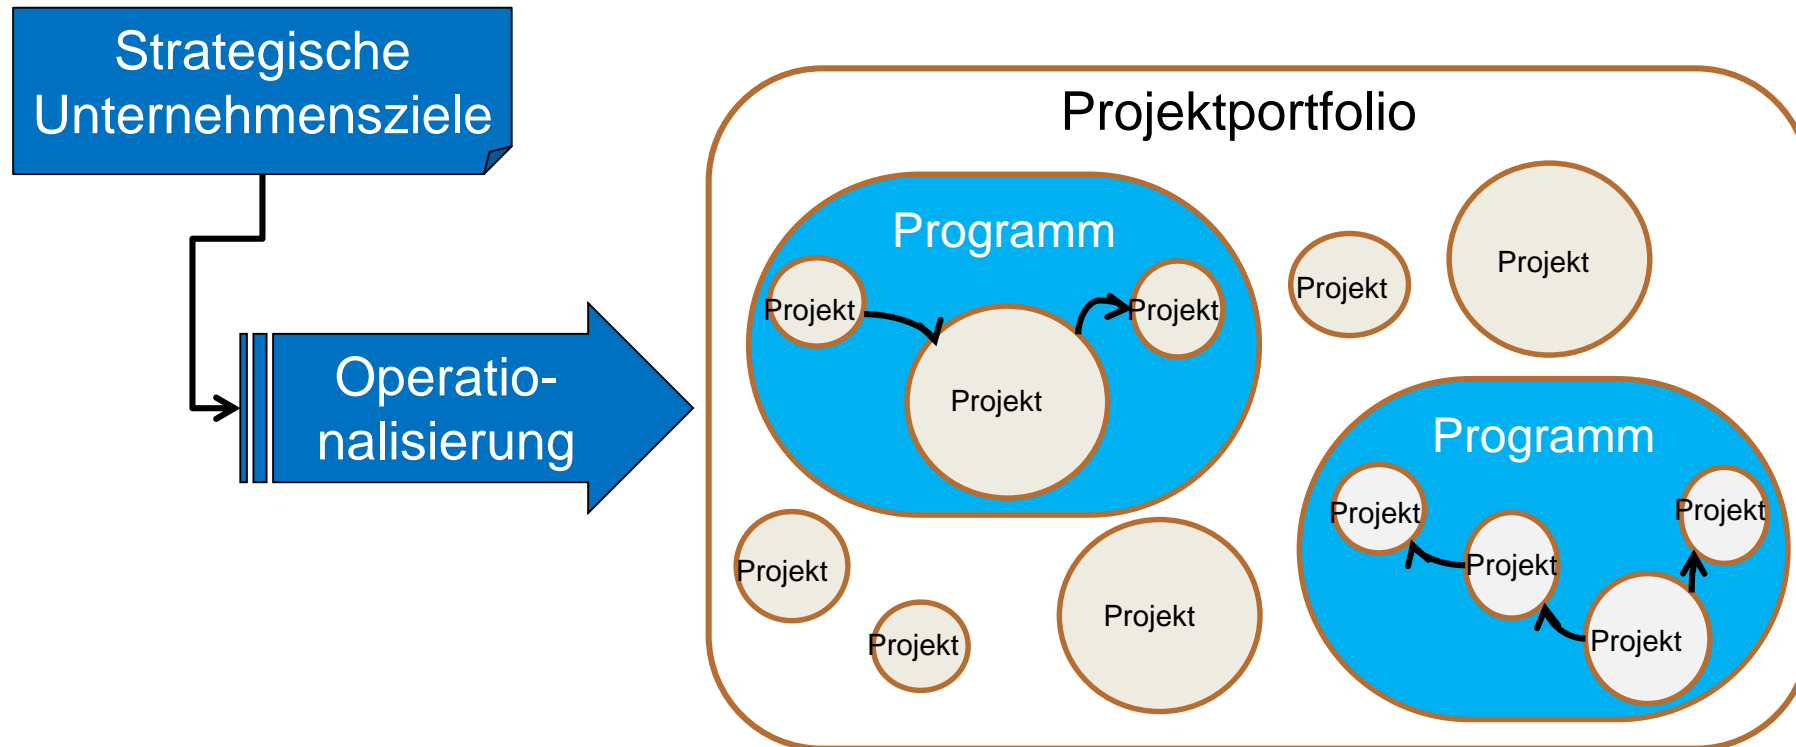 Strategische
Unternehmensziele
Operatio-
nalisierung
Projektportfolio
Programm
Projekt
Projekt
Projekt
Projekt
Projekt
Programm
Projekt
Projekt
Projekt
Projekt
Projekt
Projekt
Projekt